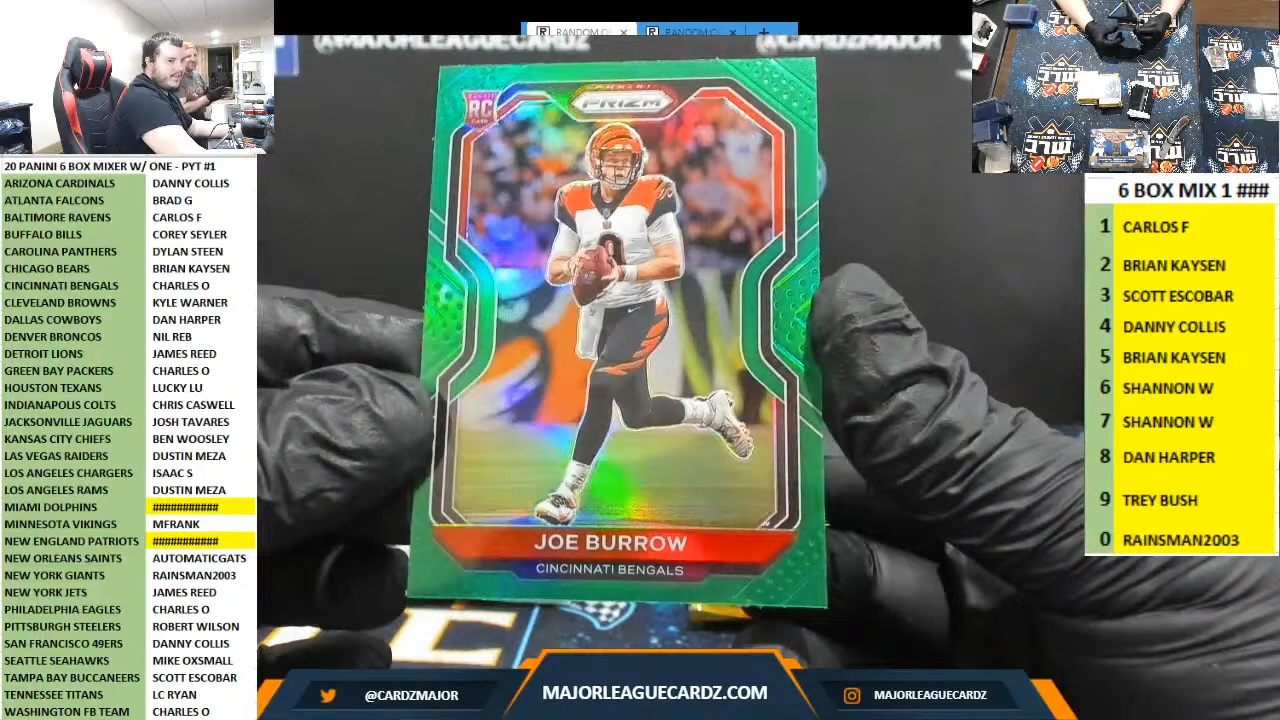 RANDOM
RANDOM
@MAJORLEAGUECARDZ
@CARDZMAJOR
20 PANINI 6 BOX MIXER W/ ONE - PYT #1
ARIZONA CARDINALS DANNY COLLIS
ATLANTA FALCONS BRAD G
BALTIMORE RAVENS CARLOS F
BUFFALO BILLS COREY SEYLER
CAROLINA PANTHERS DYLAN STEEN
CHICAGO BEARS BRIAN KAYSEN
CINCINNATI BENGALS CHARLES O
CLEVELAND BROWNS KYLE WARNER
DALLAS COWBOYS DAN HARPER
DENVER BRONCOS NIL REB
DETROIT LIONS JAMES REED
GREEN BAY PACKERS CHARLES O
HOUSTON TEXANS LUCKY LU
INDIANAPOLIS COLTS CHRIS CASWELL
JACKSONVILLE JAGUARS JOSH TAVARES
KANSAS CITY CHIEFS BEN WOOSLEY
LAS VEGAS RAIDERS DUSTIN MEZA
LOS ANGELES CHARGERS ISAAC S
LOS ANGELES RAMS DUSTIN MEZA
MIAMI DOLPHINS ###########
MINNESOTA VIKINGS MFRANK
NEW ENGLAND PATRIOTS ###########
NEW ORLEANS SAINTS AUTOMATICGATS
NEW YORK GIANTS RAINSMAN2003
NEW YORK JETS JAMES REED
PHILADELPHIA EAGLES CHARLES O
PITTSBURGH STEELERS ROBERT WILSON
SAN FRANCISCO 49ERS DANNY COLLIS
SEATTLE SEAHAWKS MIKE OXSMALL
TAMPA BAY BUCCANEERS SCOTT ESCOBAR
TENNESSEE TITANS LC RYAN
WASHINGTON FB TEAM CHARLES O
RC
PRIZM
JOE BURROW
CINCINNATI BENGALS
6 BOX MIX 1 ###
1 CARLOS F
2 BRIAN KAYSEN
3 SCOTT ESCOBAR
4 DANNY COLLIS
5 BRIAN KAYSEN
6 SHANNON W
7 SHANNON W
8 DAN HARPER
9 TREY BUSH
0 RAINSMAN2003
@CARDZMAJOR
MAJORLEAGUECARDZ.COM
MAJORLEAGUECARDZ